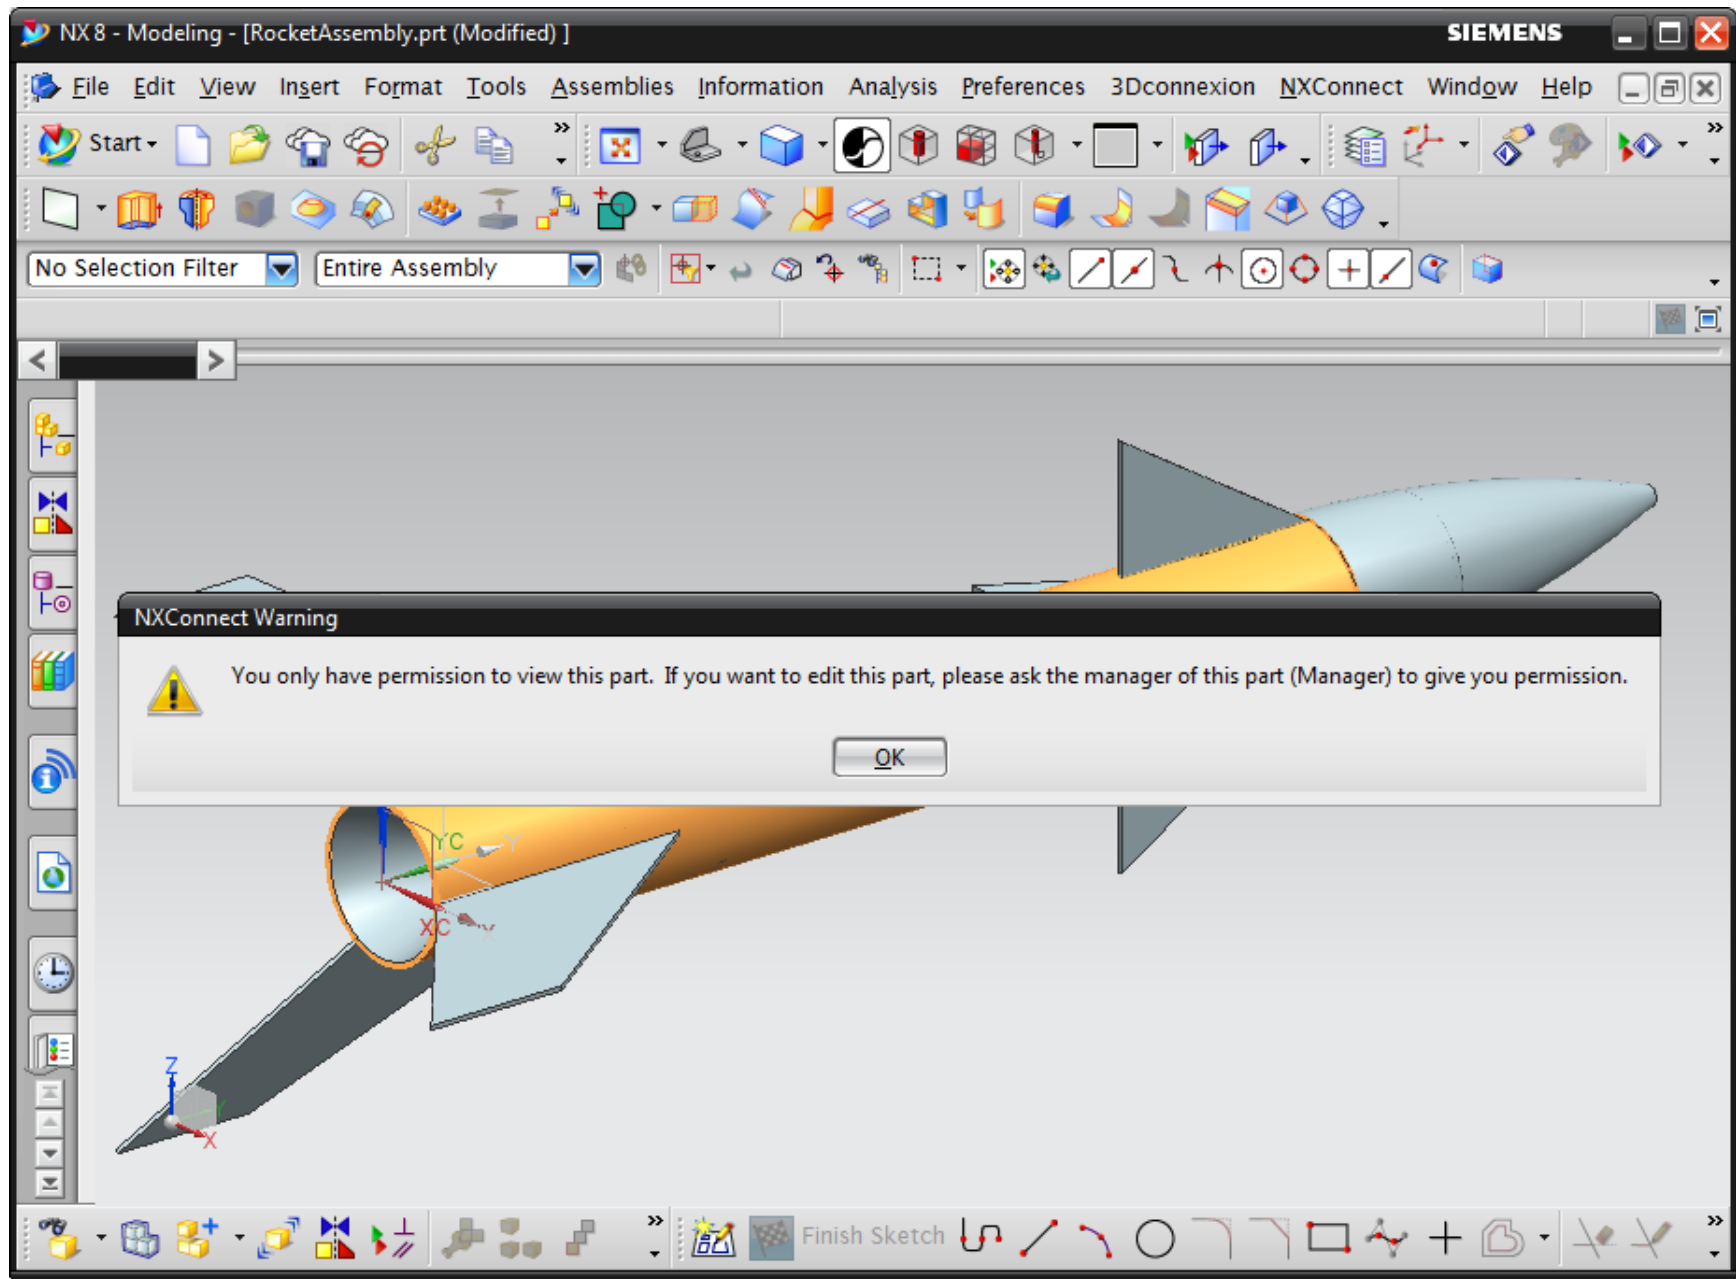 NX 8 - Modeling - [RocketAssembly.prt (Modified) ]
SIEMENS
File Edit View Insert Format Tools Assemblies Information Analysis Preferences 3Dconnexion NXConnect Window Help
Start
No Selection Filter
Entire Assembly
NXConnect Warning
You only have permission to view this part. If you want to edit this part, please ask the manager of this part (Manager) to give you permission.
OK
YC
Y
XC
X
Z
Y
X
Finish Sketch